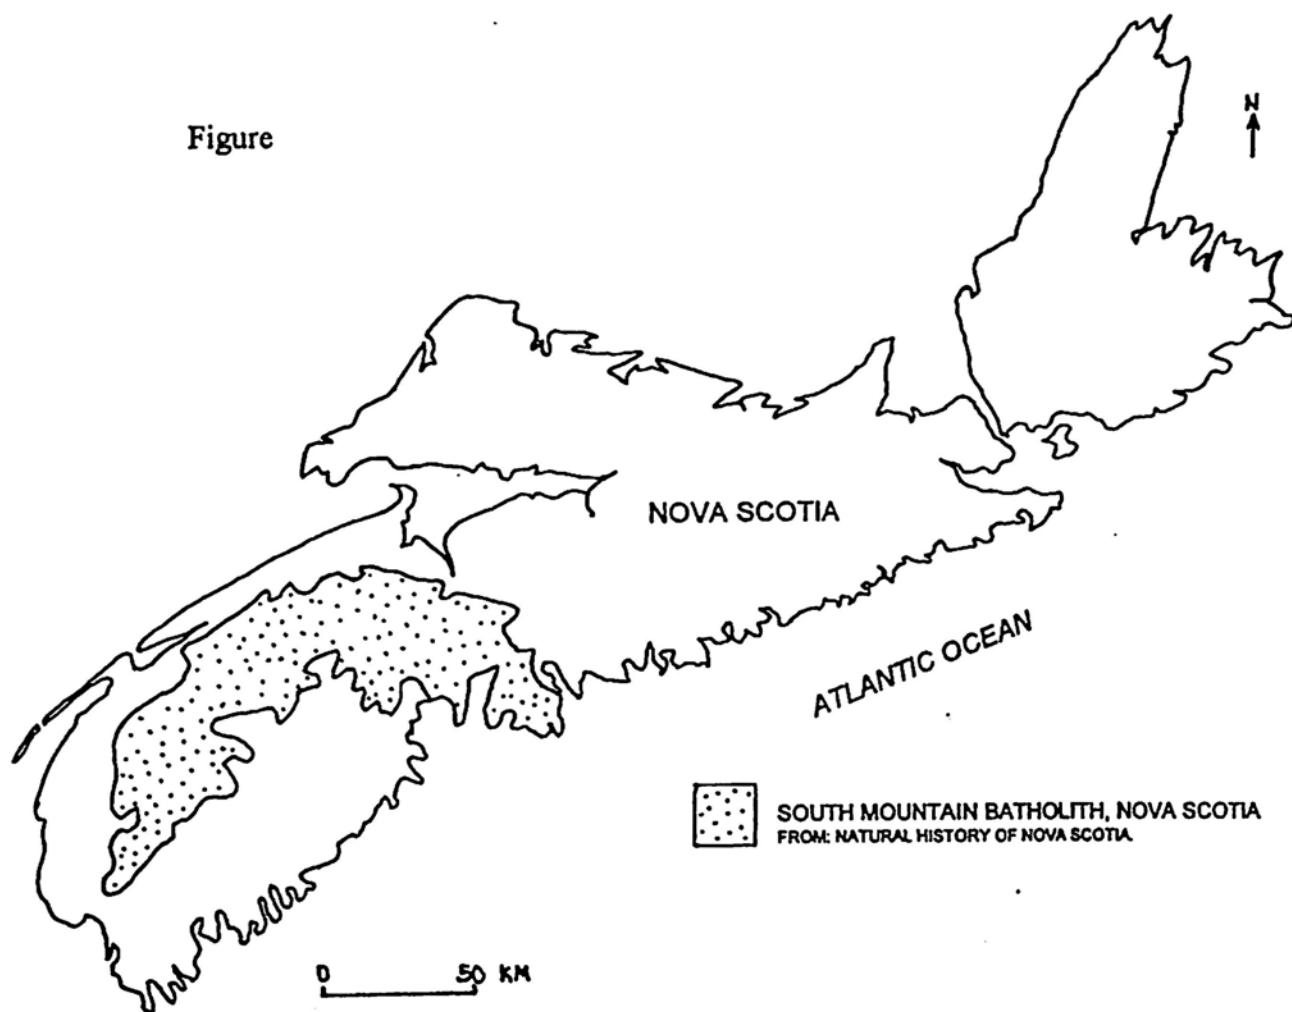 Figure
N
NOVA SCOTIA
ATLANTIC OCEAN
SOUTH MOUNTAIN BATHOLITH, NOVA SCOTIA
FROM: NATURAL HISTORY OF NOVA SCOTIA
0 50 KM